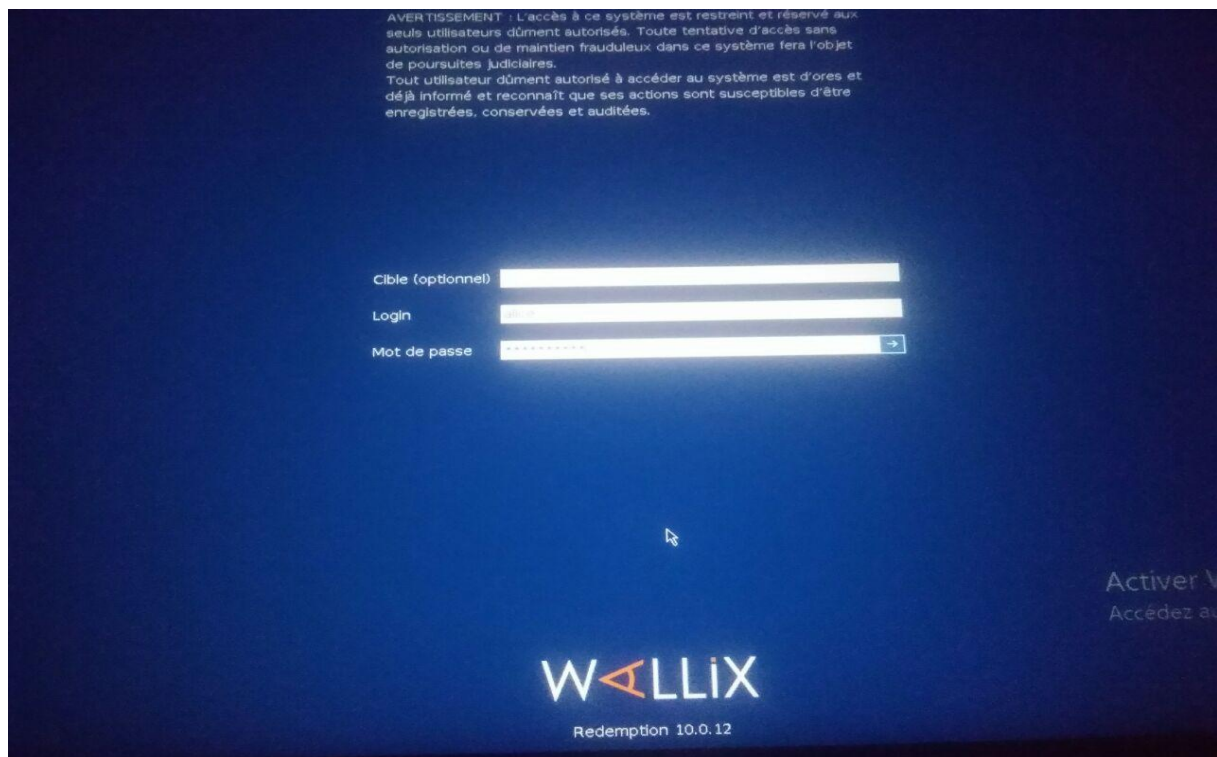 AVERTISSEMENT : L'accès à ce système est restreint et réservé aux
seuls utilisateurs dûment autorisés. Toute tentative d'accès sans
autorisation ou de maintien frauduleux dans ce système fera l'objet
de poursuites judiciaires.
Tout utilisateur dûment autorisé à accéder au système est d'ores et
déjà informé et reconnaît que ses actions sont susceptibles d'être
enregistrées, conservées et auditées.
Cible (optionnel)
Login
Mot de passe **********
Activer
Accédez
WALLiX
Redemption 10.0.12